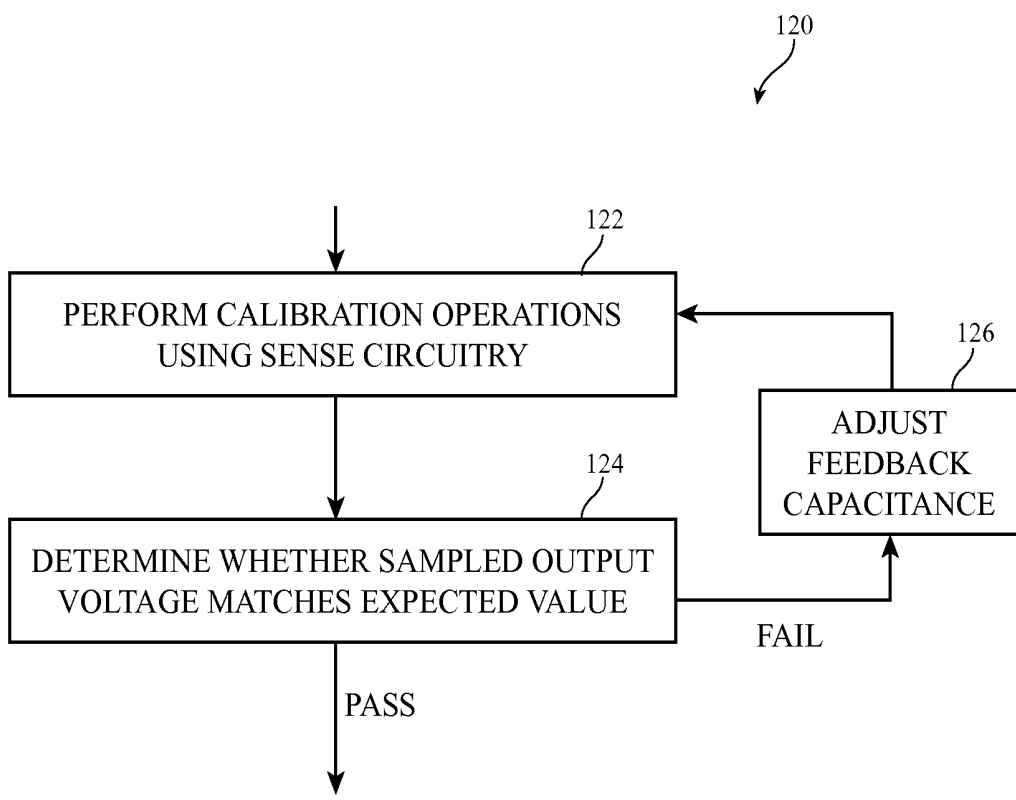 120
122
PERFORM CALIBRATION OPERATIONS
USING SENSE CIRCUITRY
126
ADJUST
FEEDBACK
CAPACITANCE
124
DETERMINE WHETHER SAMPLED OUTPUT
VOLTAGE MATCHES EXPECTED VALUE
FAIL
PASS